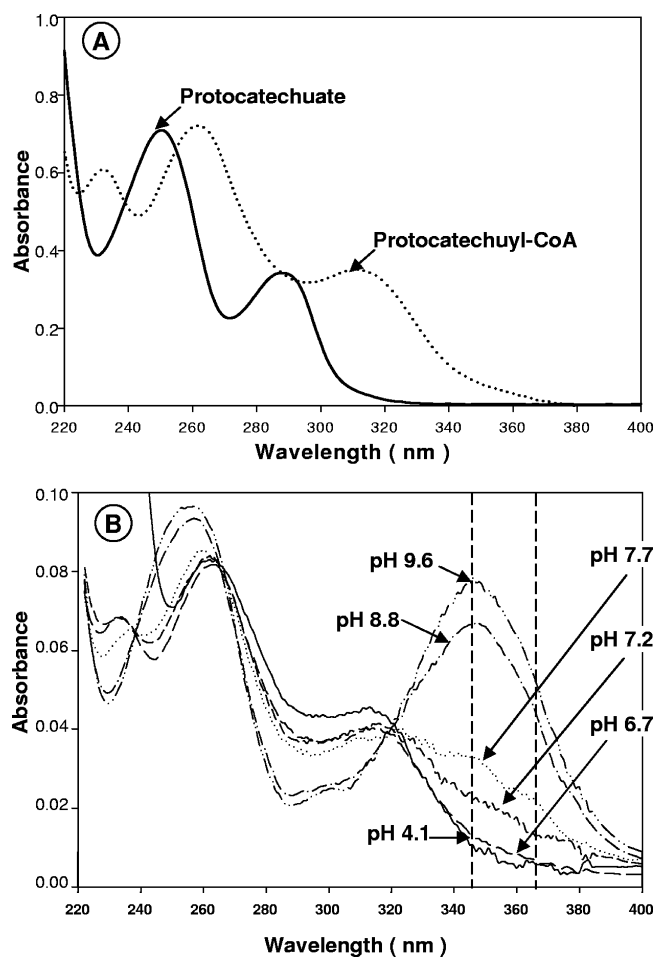 A
Protocatechuate
Protocatechuyl-CoA
Absorbance
1.0
0.8
0.6
0.4
0.2
0.0
220 240 260 280 300 320 340 360 380 400
Wavelength ( nm )
B
pH 9.6
pH 8.8
pH 7.7
pH 7.2
pH 6.7
pH 4.1
Absorbance
0.10
0.08
0.06
0.04
0.02
0.00
220 240 260 280 300 320 340 360 380 400
Wavelength ( nm )